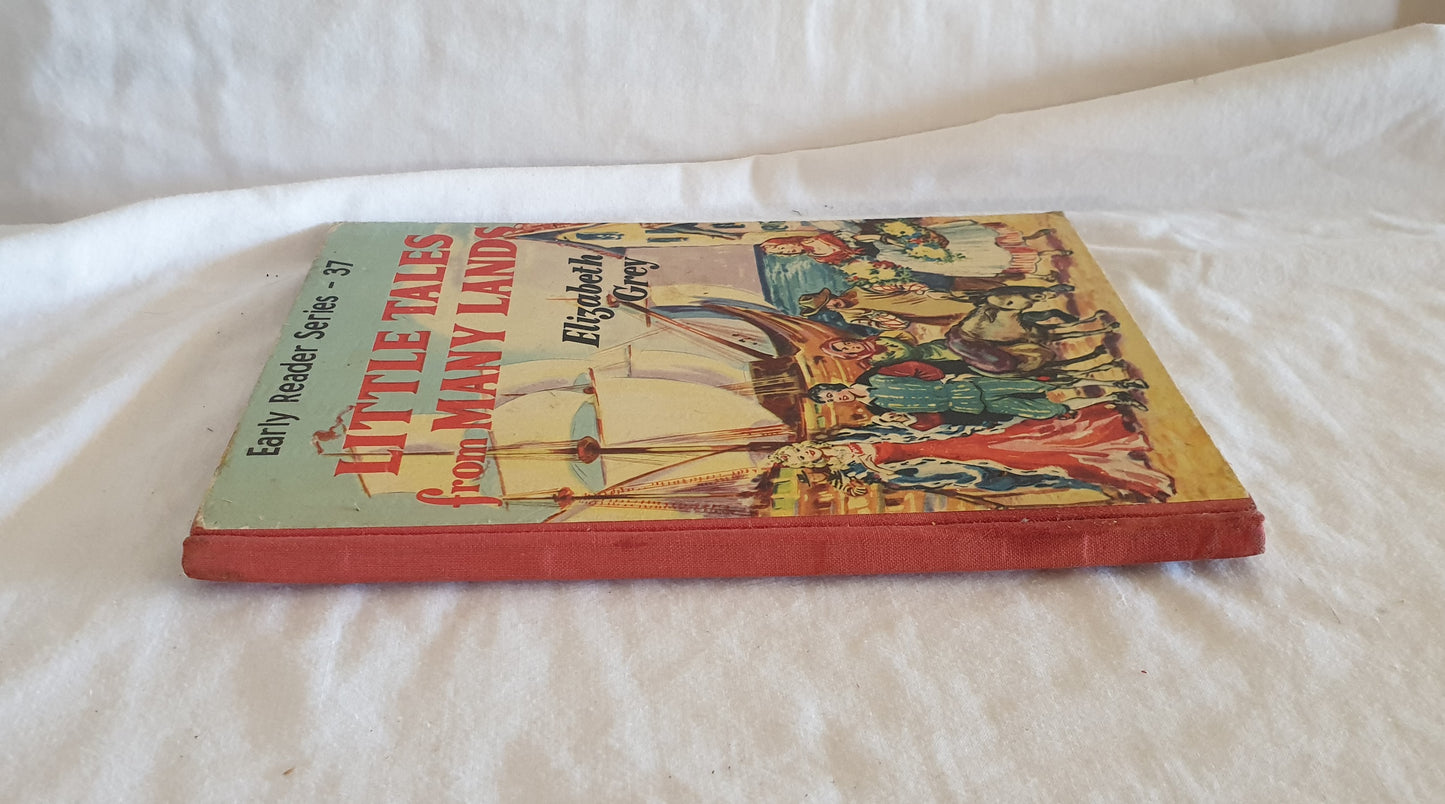 Early Reader Series - 37
LITTLE TALES
from MANY LANDS
Elizabeth
Grey